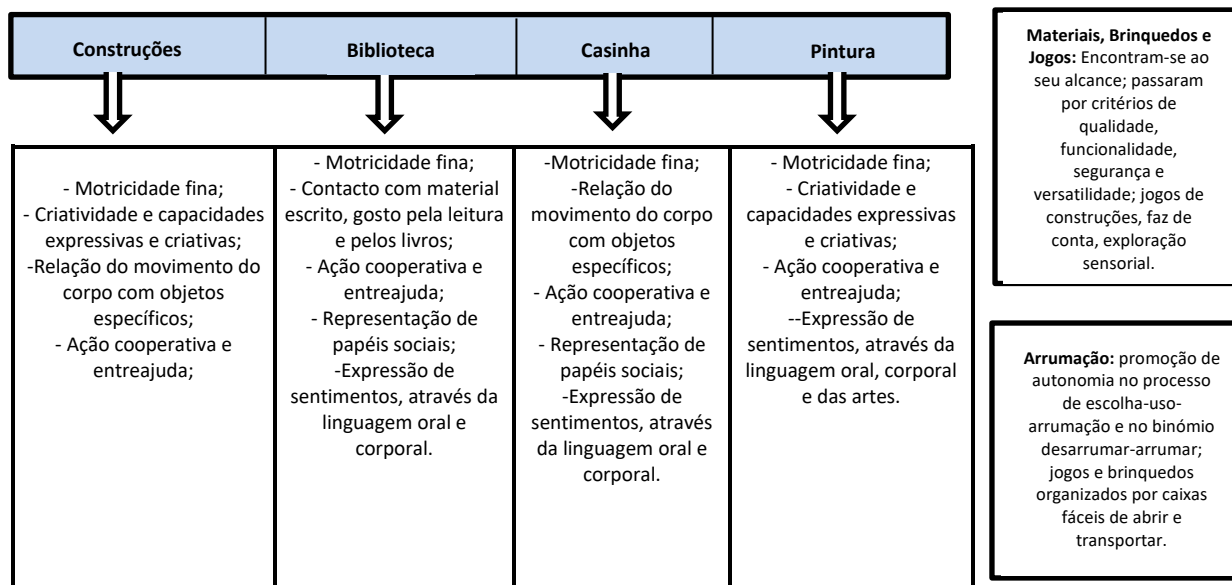 Construções
Biblioteca
Casinha
Pintura
- Motricidade fina;
- Criatividade e capacidades
expressivas e criativas;
-Relação do movimento do
corpo com objetos
específicos;
- Ação cooperativa e
entreajuda;
- Motricidade fina;
- Contacto com material
escrito, gosto pela leitura
e pelos livros;
- Ação cooperativa e
entreajuda;
- Representação de
papéis sociais;
-Expressão de
sentimentos, através da
linguagem oral e
corporal.
-Motricidade fina;
-Relação do
movimento do corpo
com objetos
específicos;
- Ação cooperativa e
entreajuda;
- Representação de
papéis sociais;
-Expressão de
sentimentos, através
da linguagem oral e
corporal.
- Motricidade fina;
- Criatividade e
capacidades expressivas
e criativas;
- Ação cooperativa e
entreajuda;
--Expressão de
sentimentos, através da
linguagem oral, corporal
e das artes.
Materiais, Brinquedos e
Jogos: Encontram-se ao
seu alcance; passaram
por critérios de
qualidade,
funcionalidade,
segurança e
versatilidade; jogos de
construções, faz de
conta, exploração
sensorial.
Arrumação: promoção de
autonomia no processo
de escolha-uso-
arrumação e no binómio
desarrumar-arrumar;
jogos e brinquedos
organizados por caixas
fáceis de abrir e
transportar.